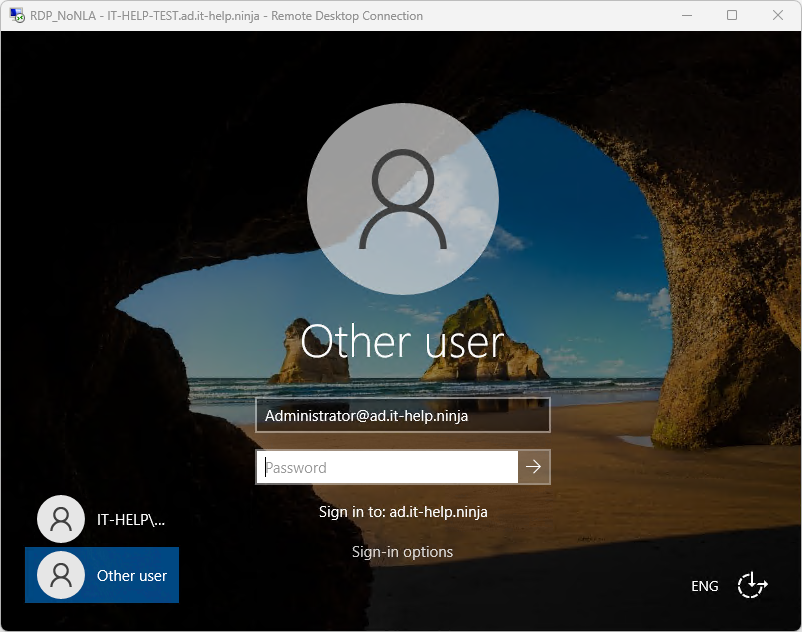 RDP_NoNLA - IT-HELP-TEST.ad.it-help.ninja - Remote Desktop Connection
Other user
Administrator@ad.it-help.ninja
Password
Sign in to: ad.it-help.ninja
Sign-in options
IT-HELP\...
Other user
ENG